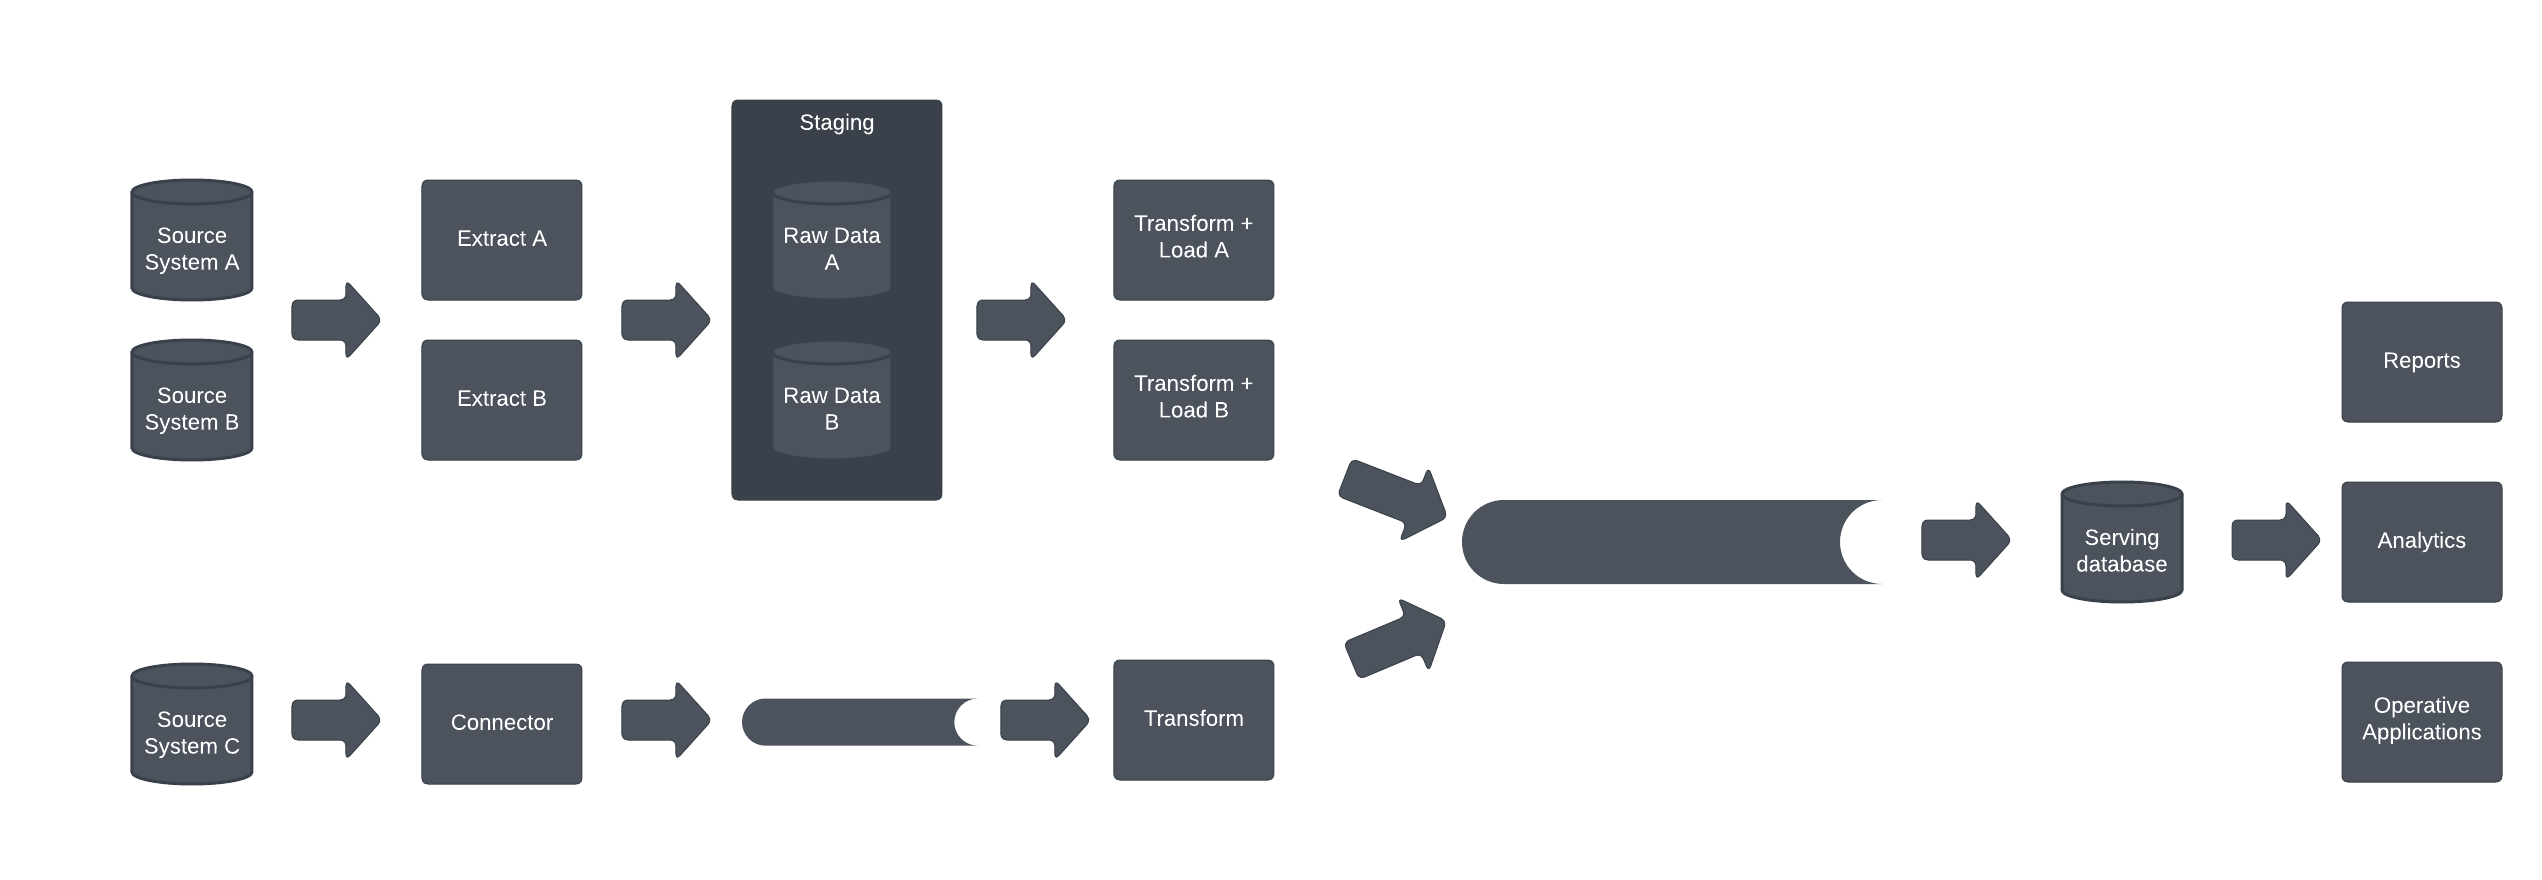 Staging
Source
System A
Extract A
Raw Data
A
Transform +
Load A
Source
System B
Extract B
Raw Data
B
Transform +
Load B
Reports
Serving
database
Analytics
Source
System C
Connector
Transform
Operative
Applications